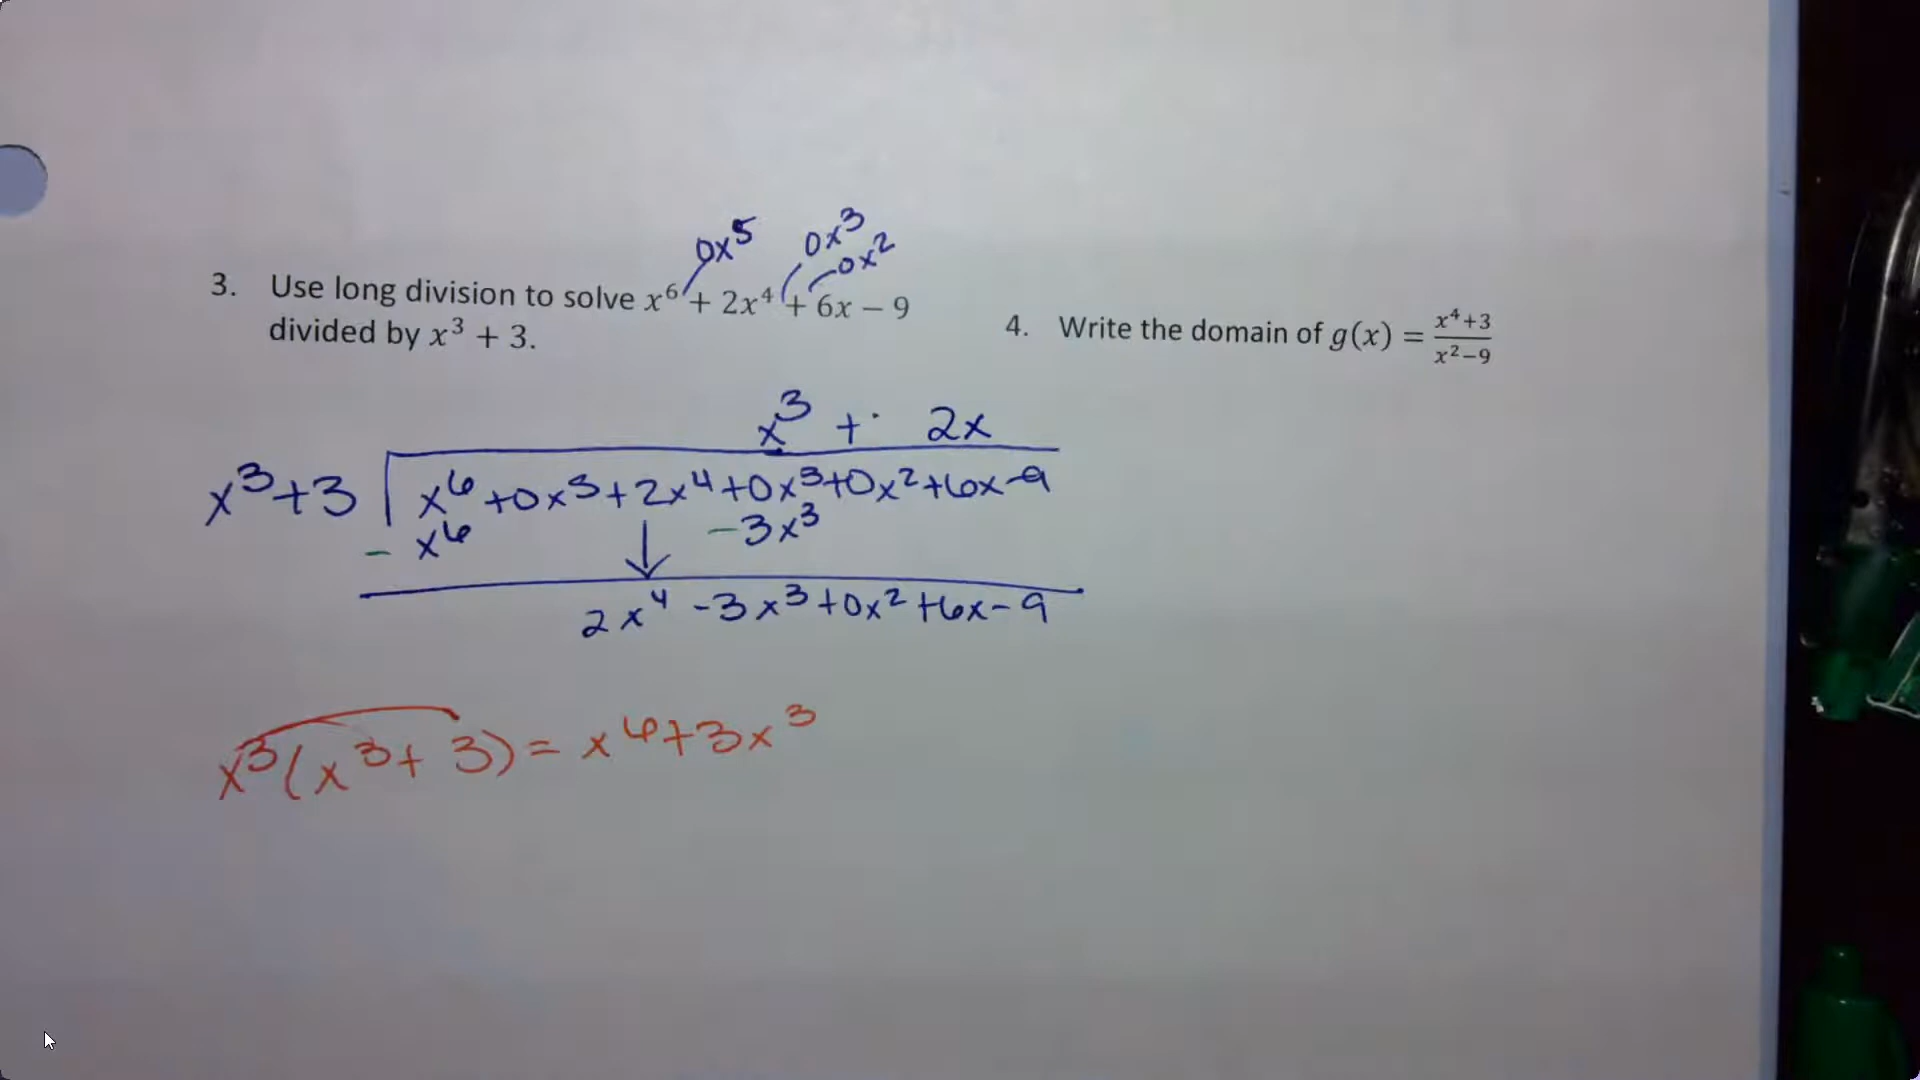 0x⁵ 0x³
0x²
3. Use long division to solve x⁶ + 2x⁴ + 6x − 9
divided by x³ + 3.
4. Write the domain of g(x) = (x⁴+3)/(x²−9)
x³ + 2x
x³+3 | x⁶+0x⁵+2x⁴+0x³+0x²+6x-9
- x⁶ -3x³
2x⁴ -3x³+0x²+6x-9
x³(x³+3) = x⁶+3x³